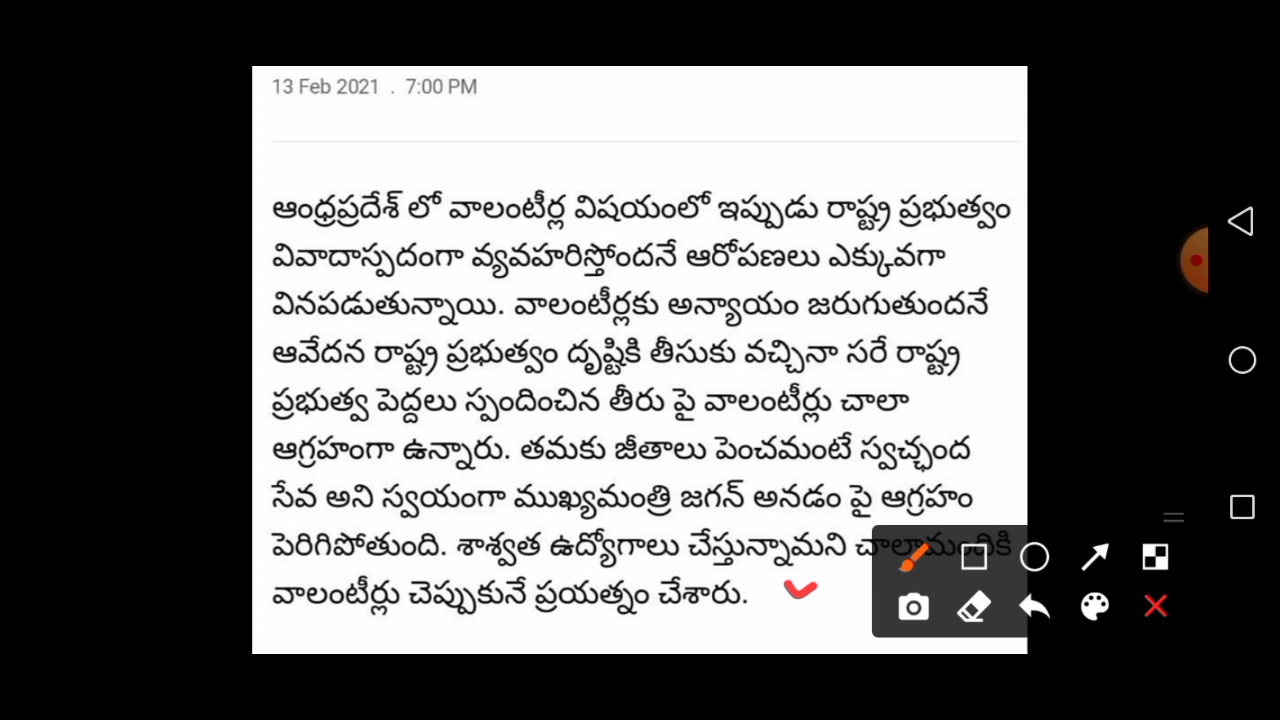 13 Feb 2021 . 7:00 PM
ఆంధ్రప్రదేశ్ లో వాలంటీర్ల విషయంలో ఇప్పుడు రాష్ట్ర ప్రభుత్వం
వివాదాస్పదంగా వ్యవహరిస్తోందనే ఆరోపణలు ఎక్కువగా
వినపడుతున్నాయి. వాలంటీర్లకు అన్యాయం జరుగుతుందనే
ఆవేదన రాష్ట్ర ప్రభుత్వం దృష్టికి తీసుకు వచ్చినా సరే రాష్ట్ర
ప్రభుత్వ పెద్దలు స్పందించిన తీరు పై వాలంటీర్లు చాలా
ఆగ్రహంగా ఉన్నారు. తమకు జీతాలు పెంచమంటే స్వచ్ఛంద
సేవ అని స్వయంగా ముఖ్యమంత్రి జగన్ అనడం పై ఆగ్రహం
పెరిగిపోతుంది. శాశ్వత ఉద్యోగాలు చేస్తున్నామని చాలామందికి
వాలంటీర్లు చెప్పుకునే ప్రయత్నం చేశారు.